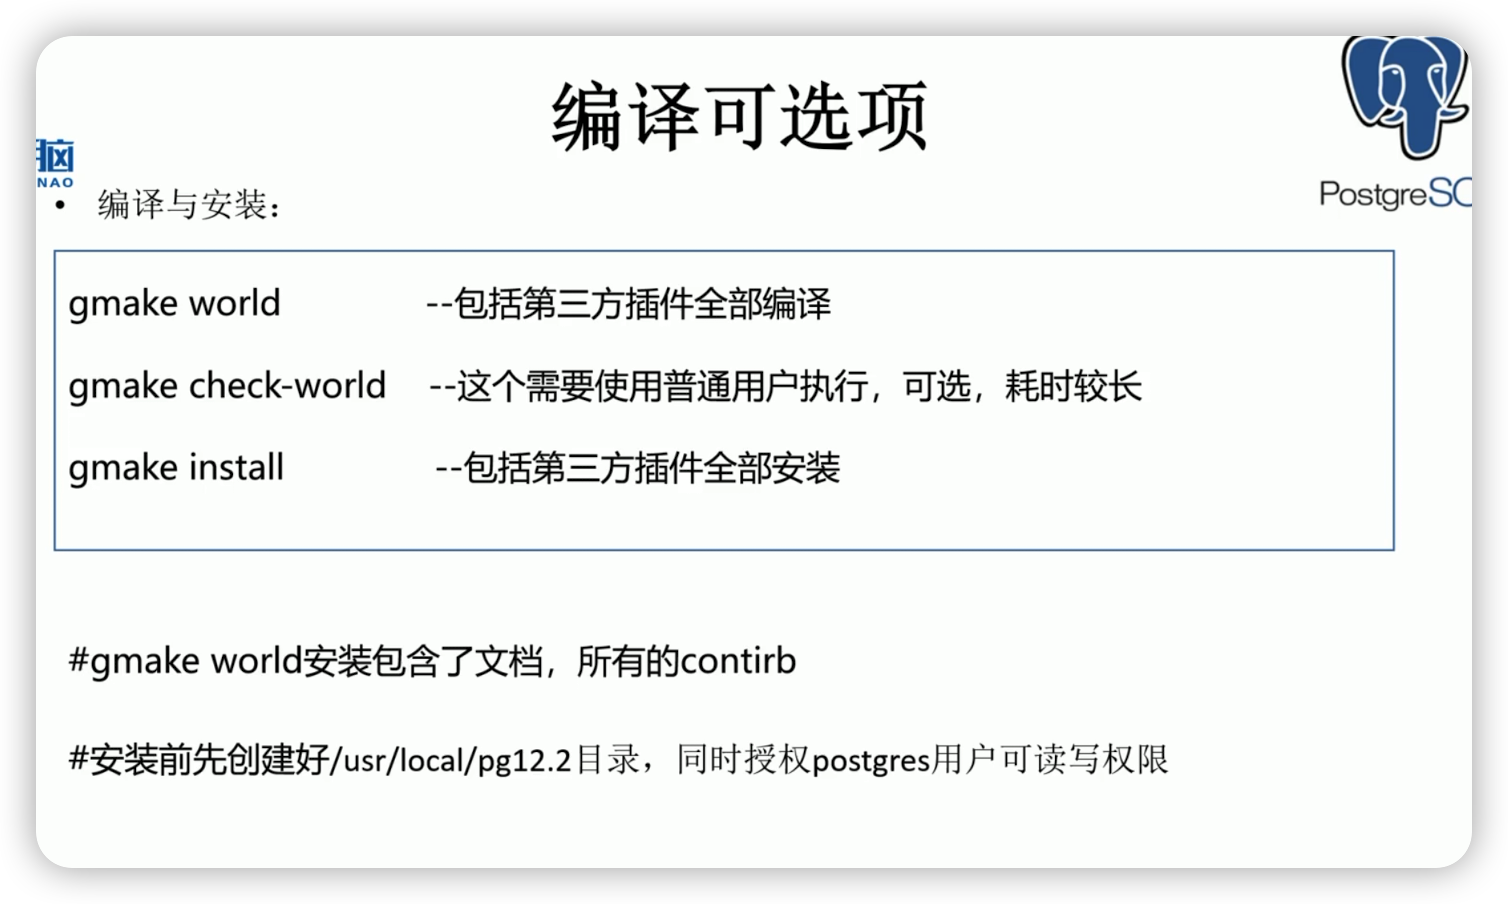 编译可选项
脑
NAO
PostgreSQ
• 编译与安装：
gmake world --包括第三方插件全部编译
gmake check-world --这个需要使用普通用户执行，可选，耗时较长
gmake install --包括第三方插件全部安装
#gmake world安装包含了文档，所有的contirb
#安装前先创建好/usr/local/pg12.2目录，同时授权postgres用户可读写权限